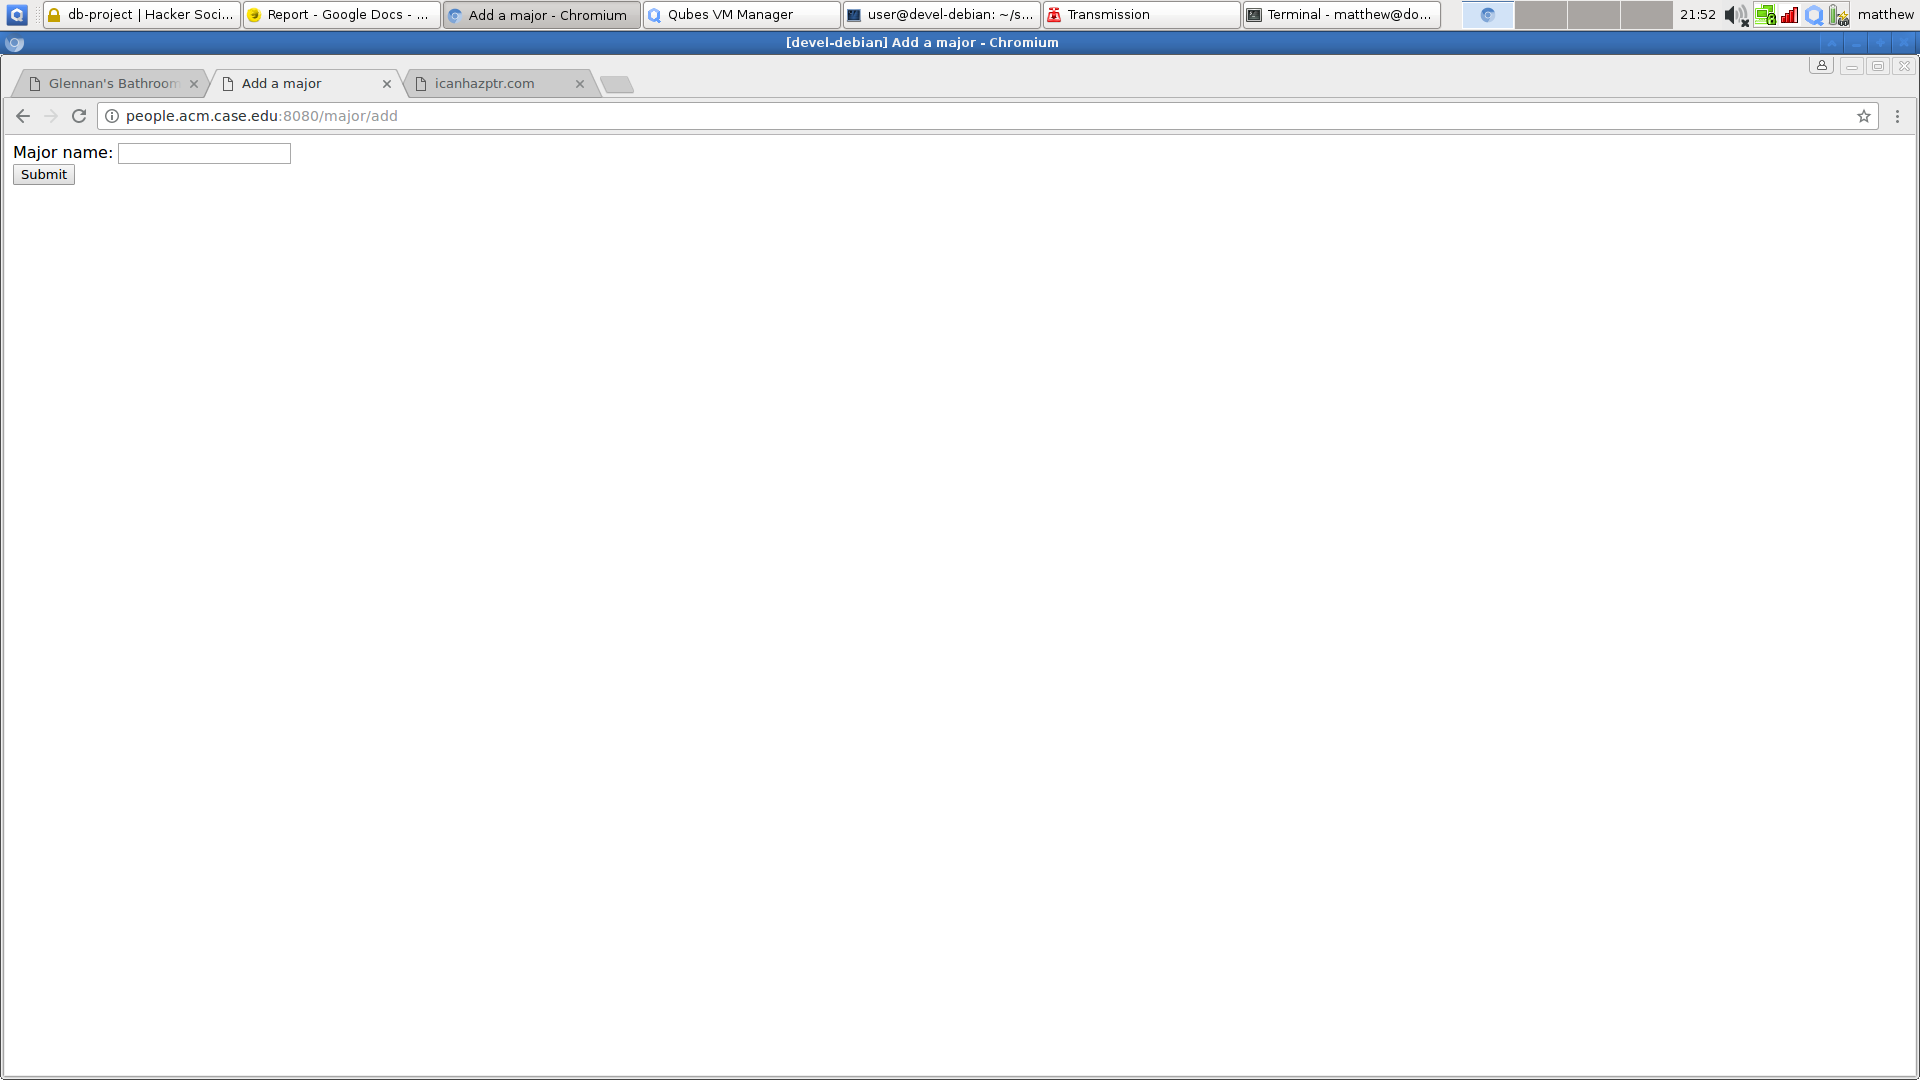 db-project | Hacker Soci...
Report - Google Docs - ...
Add a major - Chromium
Qubes VM Manager
user@devel-debian: ~/s...
Transmission
Terminal - matthew@do...
21:52
matthew
[devel-debian] Add a major - Chromium
Glennan's Bathroom
Add a major
icanhazptr.com
people.acm.case.edu:8080/major/add
Major name:
Submit